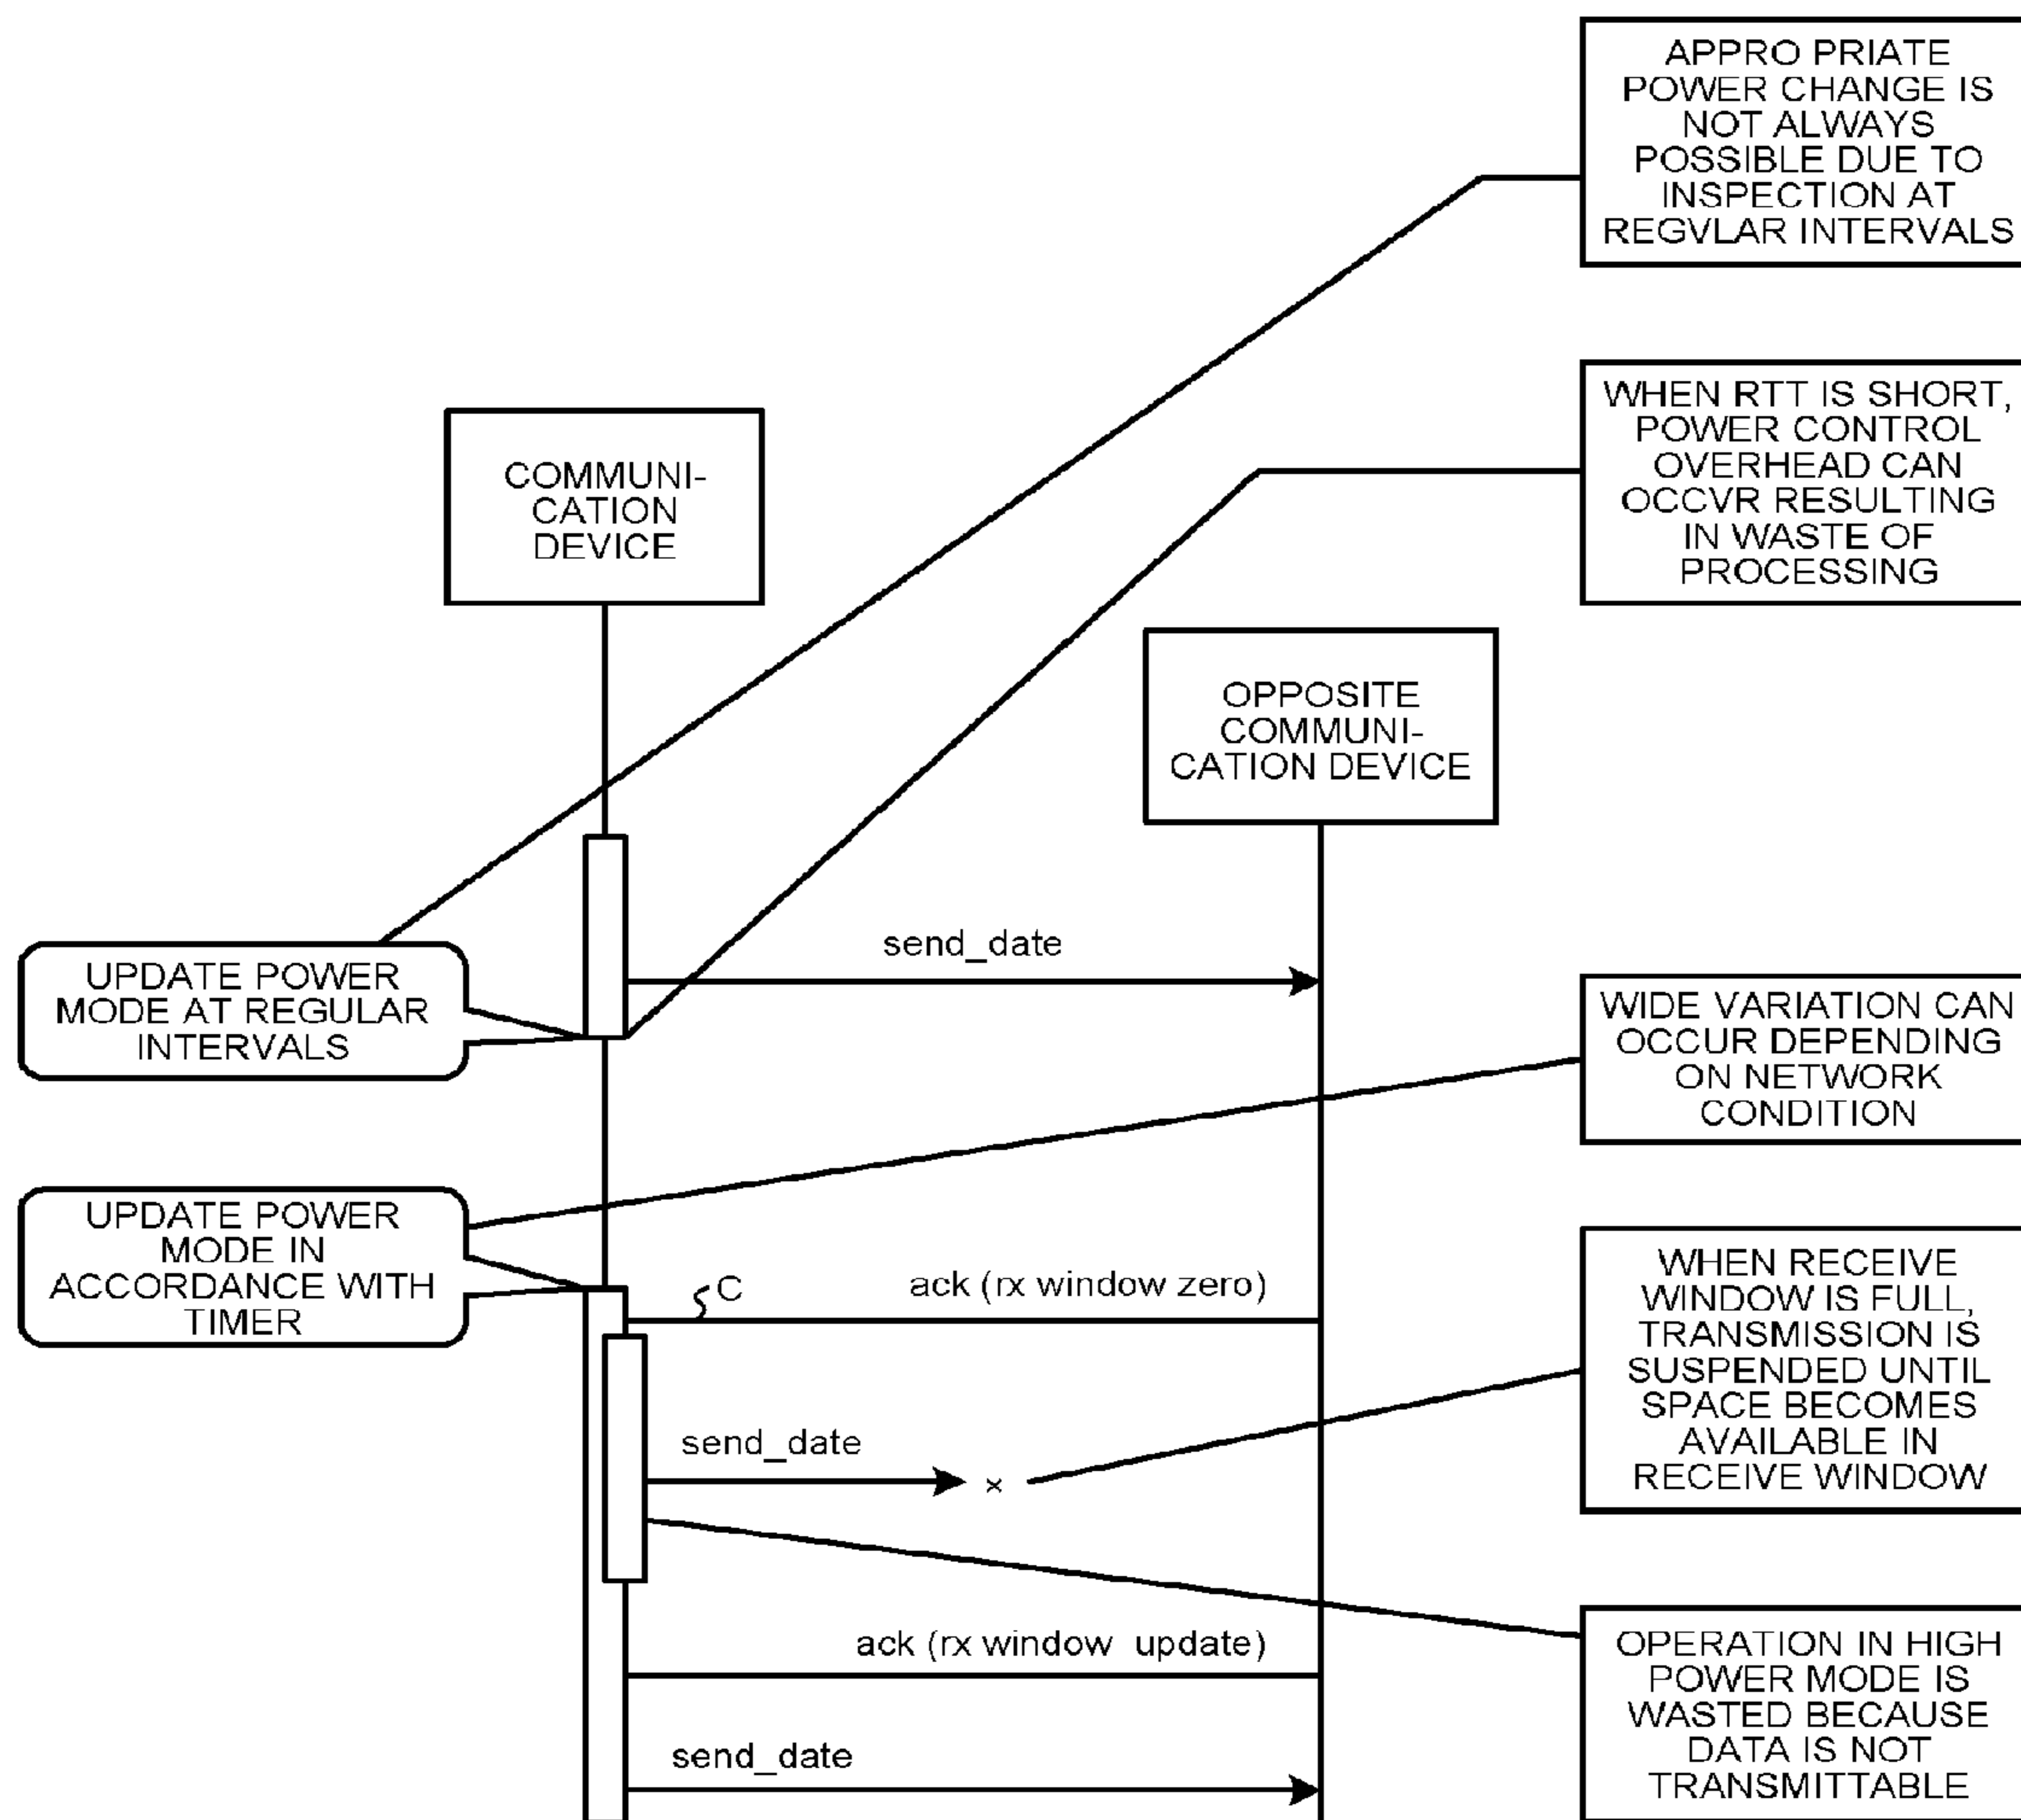 APPRO PRIATE
POWER CHANGE IS
NOT ALWAYS
POSSIBLE DUE TO
INSPECTION AT
REGVLAR INTERVALS
WHEN RTT IS SHORT,
POWER CONTROL
OVERHEAD CAN
OCCVR RESULTING
IN WASTE OF
PROCESSING
COMMUNI-
CATION
DEVICE
OPPOSITE
COMMUNI-
CATION DEVICE
send_date
UPDATE POWER
MODE AT REGULAR
INTERVALS
WIDE VARIATION CAN
OCCUR DEPENDING
ON NETWORK
CONDITION
UPDATE POWER
MODE IN
ACCORDANCE WITH
TIMER
C
ack (rx window zero)
WHEN RECEIVE
WINDOW IS FULL,
TRANSMISSION IS
SUSPENDED UNTIL
SPACE BECOMES
AVAILABLE IN
RECEIVE WINDOW
send_date
x
ack (rx window update)
OPERATION IN HIGH
POWER MODE IS
WASTED BECAUSE
DATA IS NOT
TRANSMITTABLE
send_date